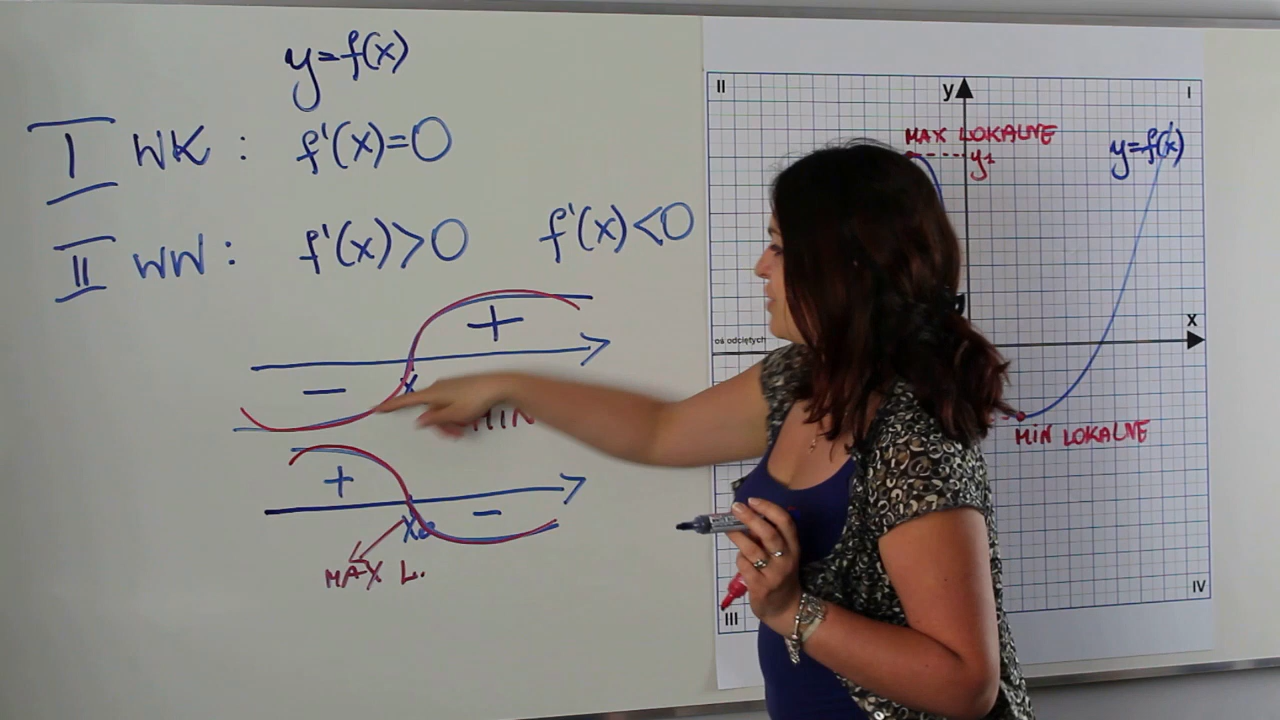 y=f(x)
I WK : f'(x)=0
II WW : f'(x)>0 f'(x)<0
+
−
x
MIN
+
−
x₀
MAX L.
II
y
I
MAX LOKALNE
y₁
y=f(x)
x
oś odciętych
MIN LOKALNE
III
IV